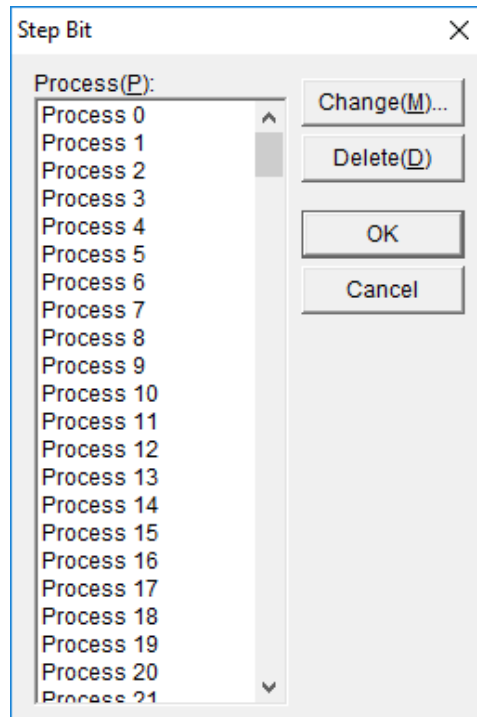 Step Bit
Process(P):
Process 0
Process 1
Process 2
Process 3
Process 4
Process 5
Process 6
Process 7
Process 8
Process 9
Process 10
Process 11
Process 12
Process 13
Process 14
Process 15
Process 16
Process 17
Process 18
Process 19
Process 20
Process 21
Change(M)...
Delete(D)
OK
Cancel